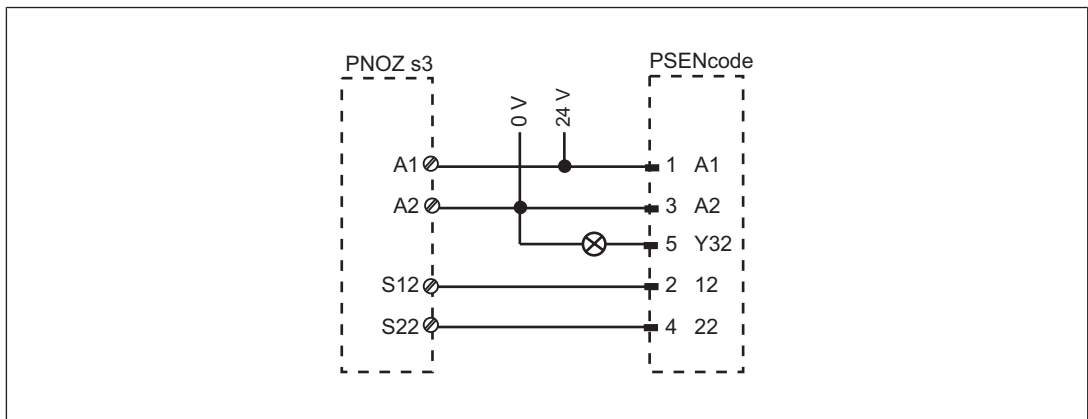 PNOZ s3
PSENcode
0 V
24 V
A1
1 A1
A2
3 A2
5 Y32
S12
2 12
S22
4 22